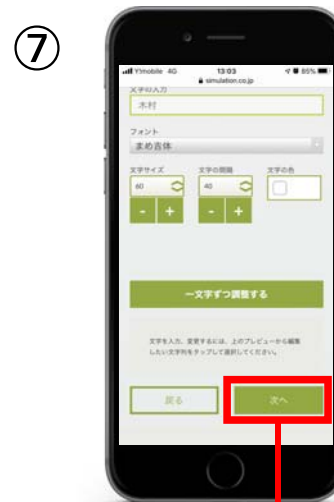 ⑦
Y!mobile 4G 13:03 85%
simulation.co.jp
文字の入力
木村
フォント
まめ吉体
文字サイズ 文字の間隔 文字の色
60 40
- + - +
一文字ずつ調整する
文字を入力、変更するには、上のプレビューから編集
したい文字列をタップして選択してください。
戻る 次へ